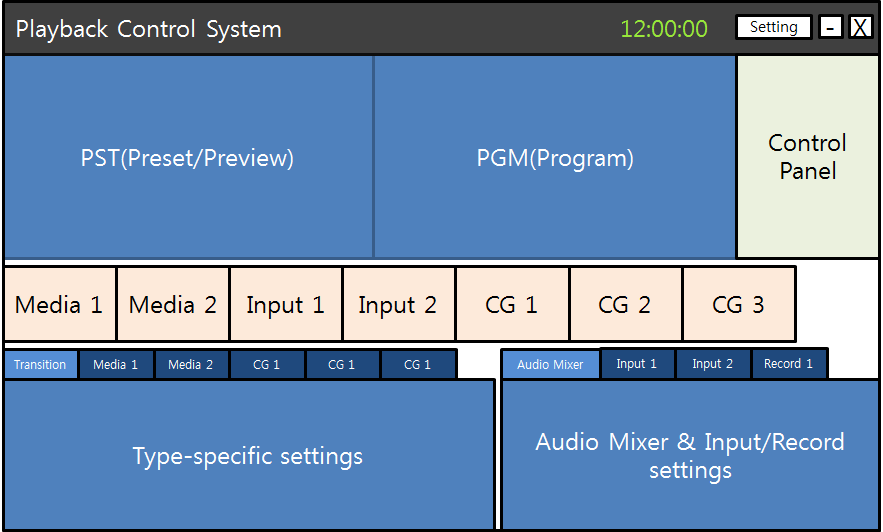 Playback Control System 12:00:00 Setting - X
PST(Preset/Preview) PGM(Program) Control
Panel
Media 1 Media 2 Input 1 Input 2 CG 1 CG 2 CG 3
Transition Media 1 Media 2 CG 1 CG 1 CG 1 Audio Mixer Input 1 Input 2 Record 1
Type-specific settings
Audio Mixer & Input/Record
settings